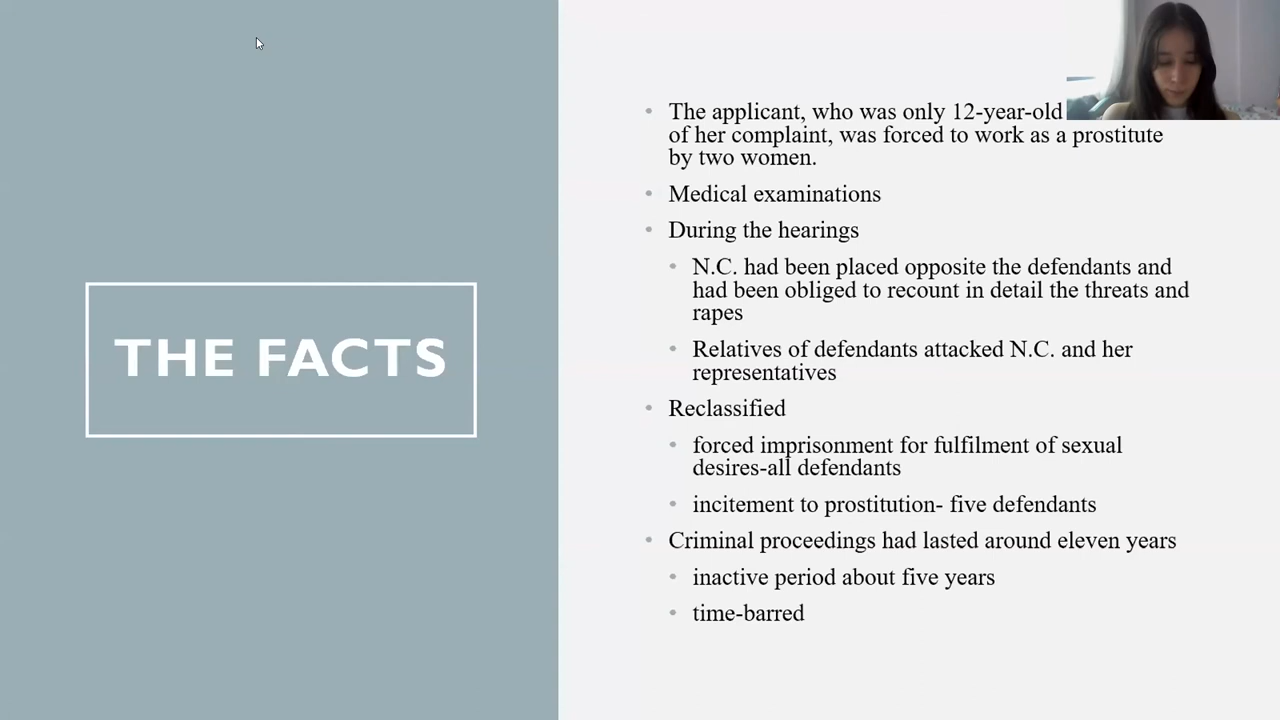 THE FACTS
The applicant, who was only 12-year-old
of her complaint, was forced to work as a prostitute
by two women.
Medical examinations
During the hearings
N.C. had been placed opposite the defendants and
had been obliged to recount in detail the threats and
rapes
Relatives of defendants attacked N.C. and her
representatives
Reclassified
forced imprisonment for fulfilment of sexual
desires-all defendants
incitement to prostitution- five defendants
Criminal proceedings had lasted around eleven years
inactive period about five years
time-barred